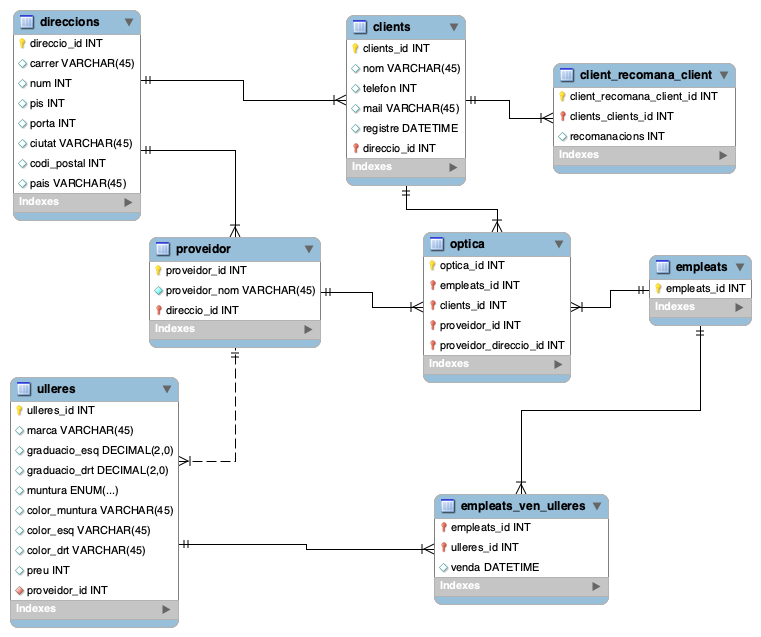 direccions
direccio_id INT
carrer VARCHAR(45)
num INT
pis INT
porta INT
ciutat VARCHAR(45)
codi_postal INT
pais VARCHAR(45)
Indexes
clients
clients_id INT
nom VARCHAR(45)
telefon INT
mail VARCHAR(45)
registre DATETIME
direccio_id INT
Indexes
client_recomana_client
client_recomana_client_id INT
clients_clients_id INT
recomanacions INT
Indexes
proveidor
proveidor_id INT
proveidor_nom VARCHAR(45)
direccio_id INT
Indexes
optica
optica_id INT
empleats_id INT
clients_id INT
proveidor_id INT
proveidor_direccio_id INT
Indexes
empleats
empleats_id INT
Indexes
ulleres
ulleres_id INT
marca VARCHAR(45)
graduacio_esq DECIMAL(2,0)
graduacio_drt DECIMAL(2,0)
muntura ENUM(...)
color_muntura VARCHAR(45)
color_esq VARCHAR(45)
color_drt VARCHAR(45)
preu INT
proveidor_id INT
Indexes
empleats_ven_ulleres
empleats_id INT
ulleres_id INT
venda DATETIME
Indexes